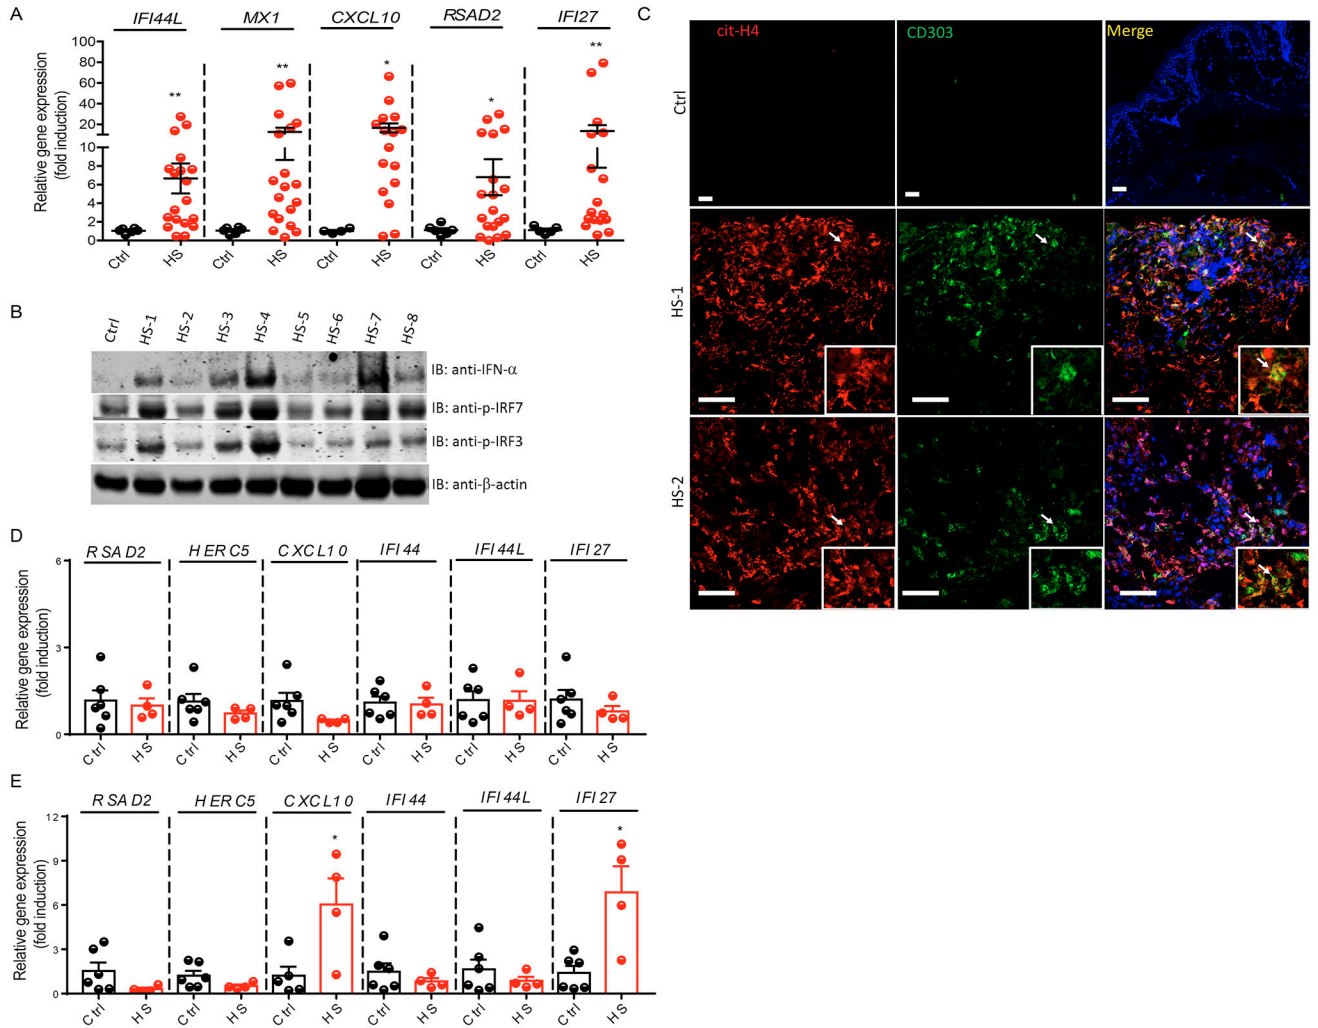 A
IFI44L MX1 CXCL10 RSAD2 IFI27
Relative gene expression
(fold induction)
100
80
60
40
20
10
8
6
4
2
0
** ** * * **
Ctrl HS Ctrl HS Ctrl HS Ctrl HS Ctrl HS
B
Ctrl HS-1 HS-2 HS-3 HS-4 HS-5 HS-6 HS-7 HS-8
IB: anti-IFN-α
IB: anti-p-IRF7
IB: anti-p-IRF3
IB: anti-β-actin
C
cit-H4 CD303 Merge
Ctrl
HS-1
HS-2
D
RSAD2 HERC5 CXCL10 IFI44 IFI44L IFI27
Relative gene expression
(fold induction)
6
3
0
Ctrl HS Ctrl HS Ctrl HS Ctrl HS Ctrl HS Ctrl HS
E
RSAD2 HERC5 CXCL10 IFI44 IFI44L IFI27
Relative gene expression
(fold induction)
12
9
6
3
0
* *
Ctrl HS Ctrl HS Ctrl HS Ctrl HS Ctrl HS Ctrl HS